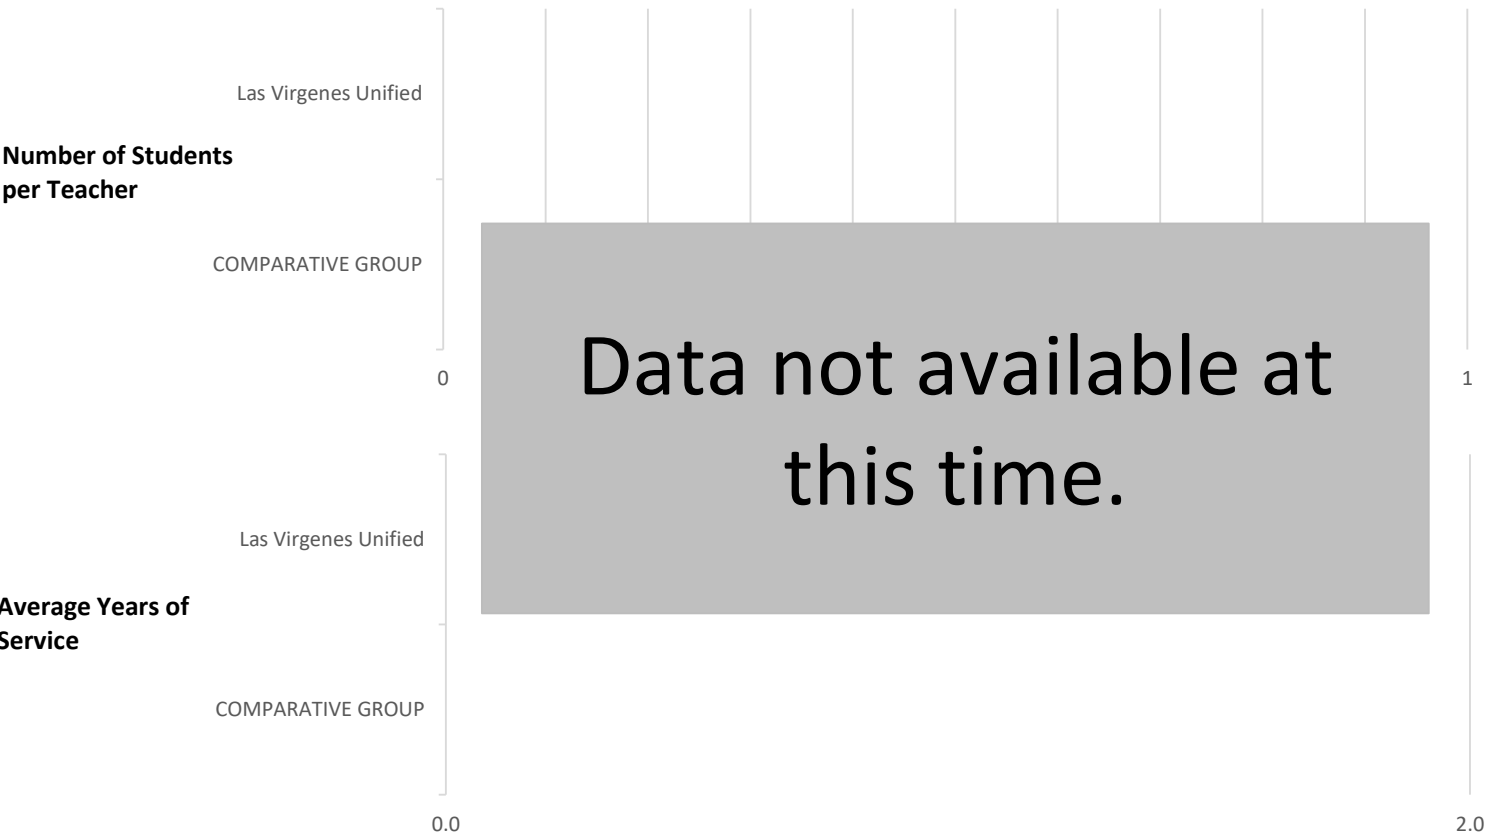 Las Virgenes Unified
Number of Students
per Teacher
COMPARATIVE GROUP
0
1
Data not available at
this time.
Las Virgenes Unified
Average Years of
Service
COMPARATIVE GROUP
0.0
2.0